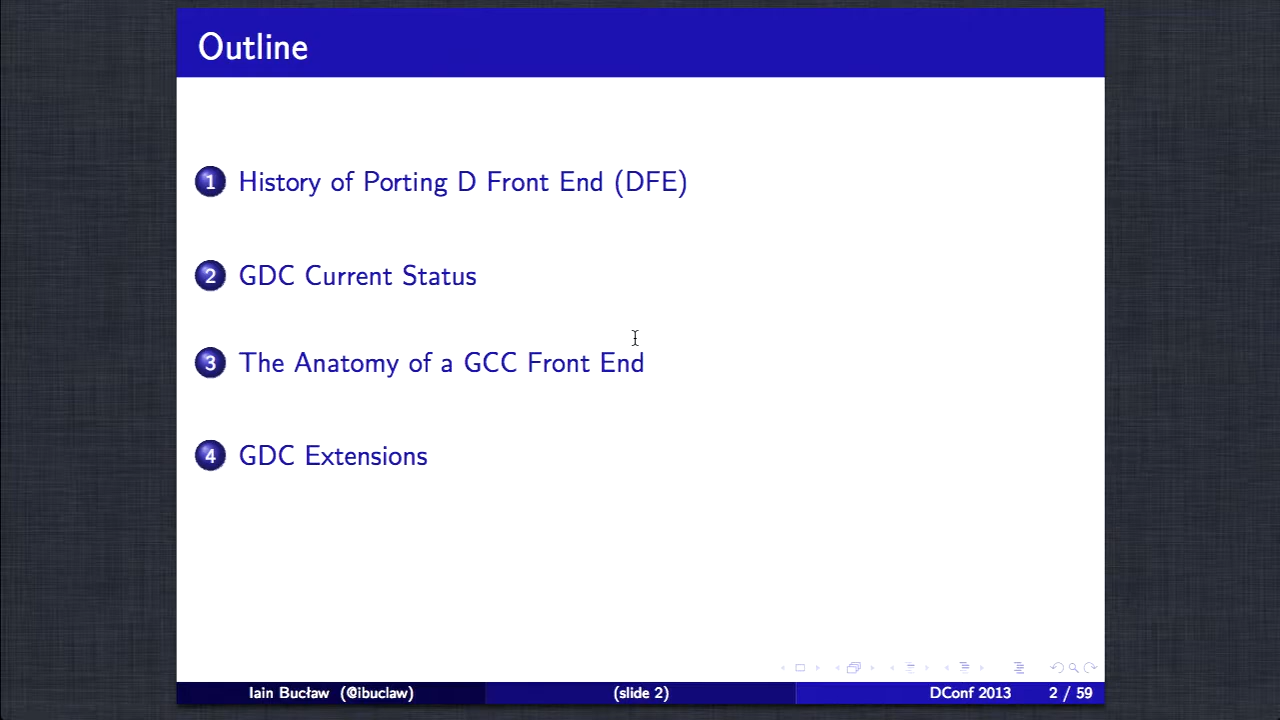 Outline
1 History of Porting D Front End (DFE)
2 GDC Current Status
3 The Anatomy of a GCC Front End
4 GDC Extensions
Iain Bucław (@ibuclaw) (slide 2) DConf 2013 2 / 59